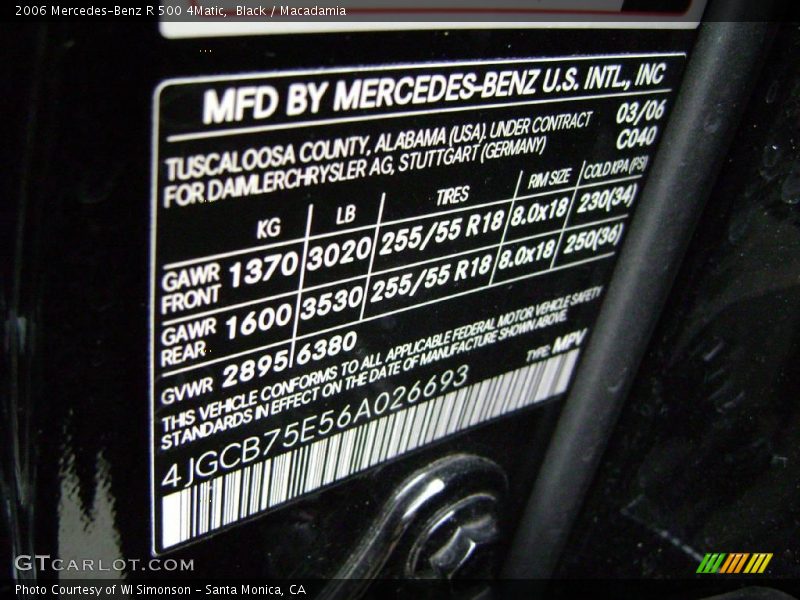 2006 Mercedes-Benz R 500 4Matic, Black / Macadamia
MFD BY MERCEDES-BENZ U.S. INTL., INC
TUSCALOOSA COUNTY, ALABAMA (USA). UNDER CONTRACT 03/06
FOR DAIMLERCHRYSLER AG, STUTTGART (GERMANY) C040
KG LB TIRES RIM SIZE COLD KPA (PSI)
GAWR FRONT 1370 3020 255/55 R18 8.0x18 230(34)
GAWR REAR 1600 3530 255/55 R18 8.0x18 250(36)
GVWR 2895 6380
THIS VEHICLE CONFORMS TO ALL APPLICABLE FEDERAL MOTOR VEHICLE SAFETY
STANDARDS IN EFFECT ON THE DATE OF MANUFACTURE SHOWN ABOVE.
TYPE: MPV
4JGCB75E56A026693
GTCARLOT.COM
Photo Courtesy of WI Simonson - Santa Monica, CA